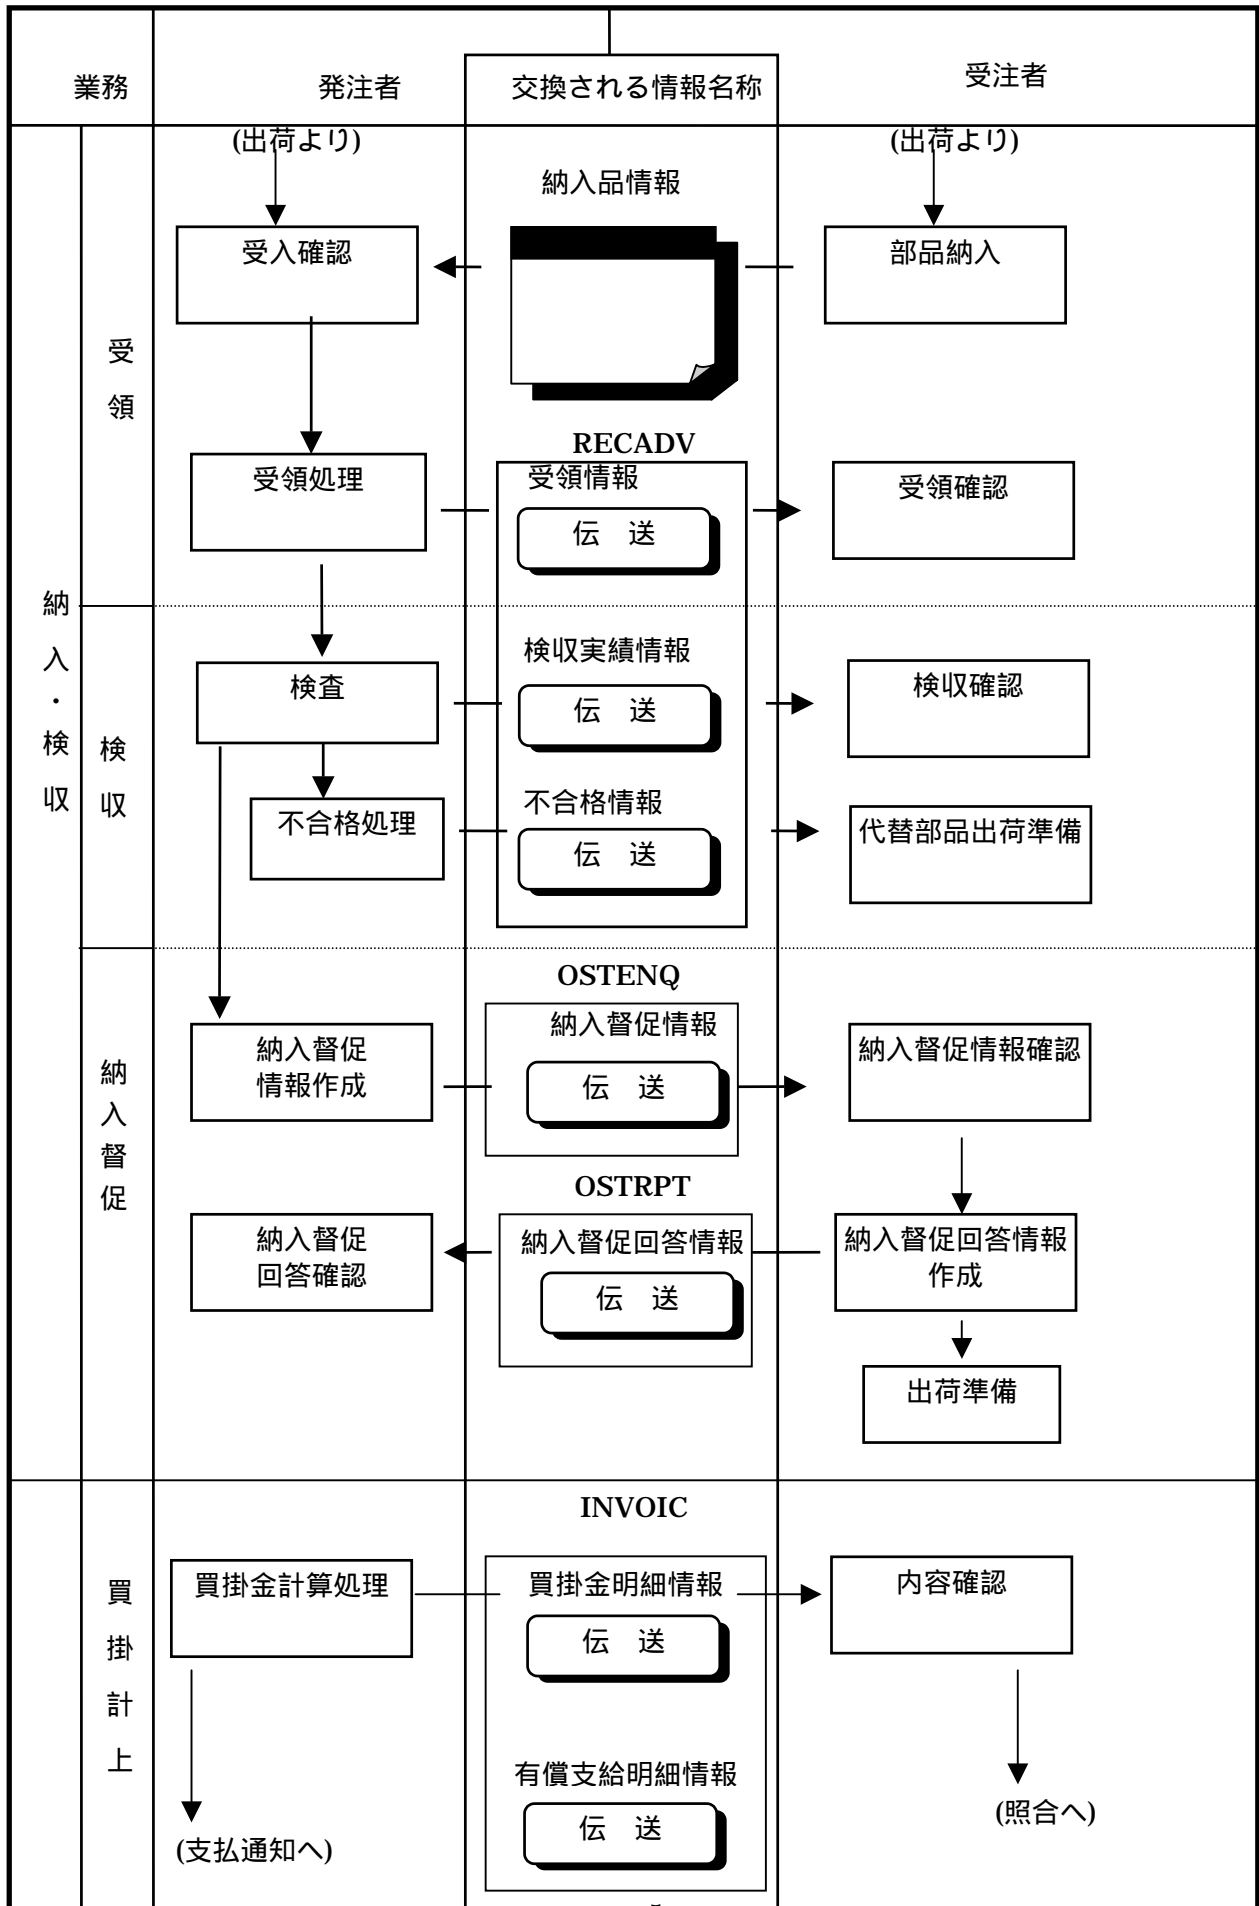 業務
発注者
交換される情報名称
受注者
(出荷より)
(出荷より)
納入品情報
受入確認
部品納入
受領
RECADV
受領情報
受領処理
伝　送
受領確認
納入・検収
検収実績情報
検査
伝　送
検収確認
検収
不合格情報
不合格処理
伝　送
代替部品出荷準備
OSTENQ
納入督促情報
納入督促
情報作成
伝　送
納入督促情報確認
納入督促
OSTRPT
納入督促回答情報
納入督促
回答確認
伝　送
納入督促回答情報
作成
出荷準備
INVOIC
買掛計上
買掛金計算処理
買掛金明細情報
伝　送
内容確認
有償支給明細情報
伝　送
(照合へ)
(支払通知へ)